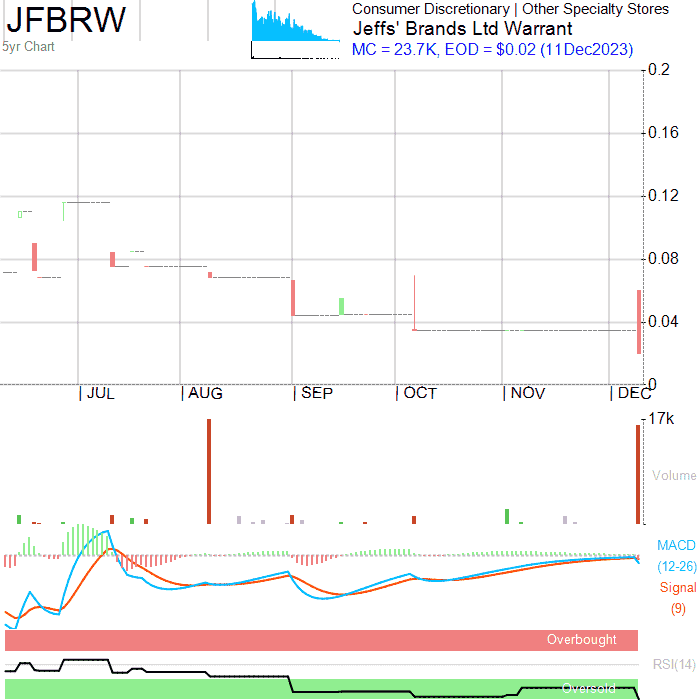 JFBRW
5yr Chart
Consumer Discretionary | Other Specialty Stores
Jeffs' Brands Ltd Warrant
MC = 23.7K, EOD = $0.02 (11Dec2023)
0.2
0.16
0.12
0.08
0.04
0
| JUL | AUG | SEP | OCT | NOV | DEC
17k
Volume
MACD
(12-26)
Signal
(9)
Overbought
RSI(14)
Oversold